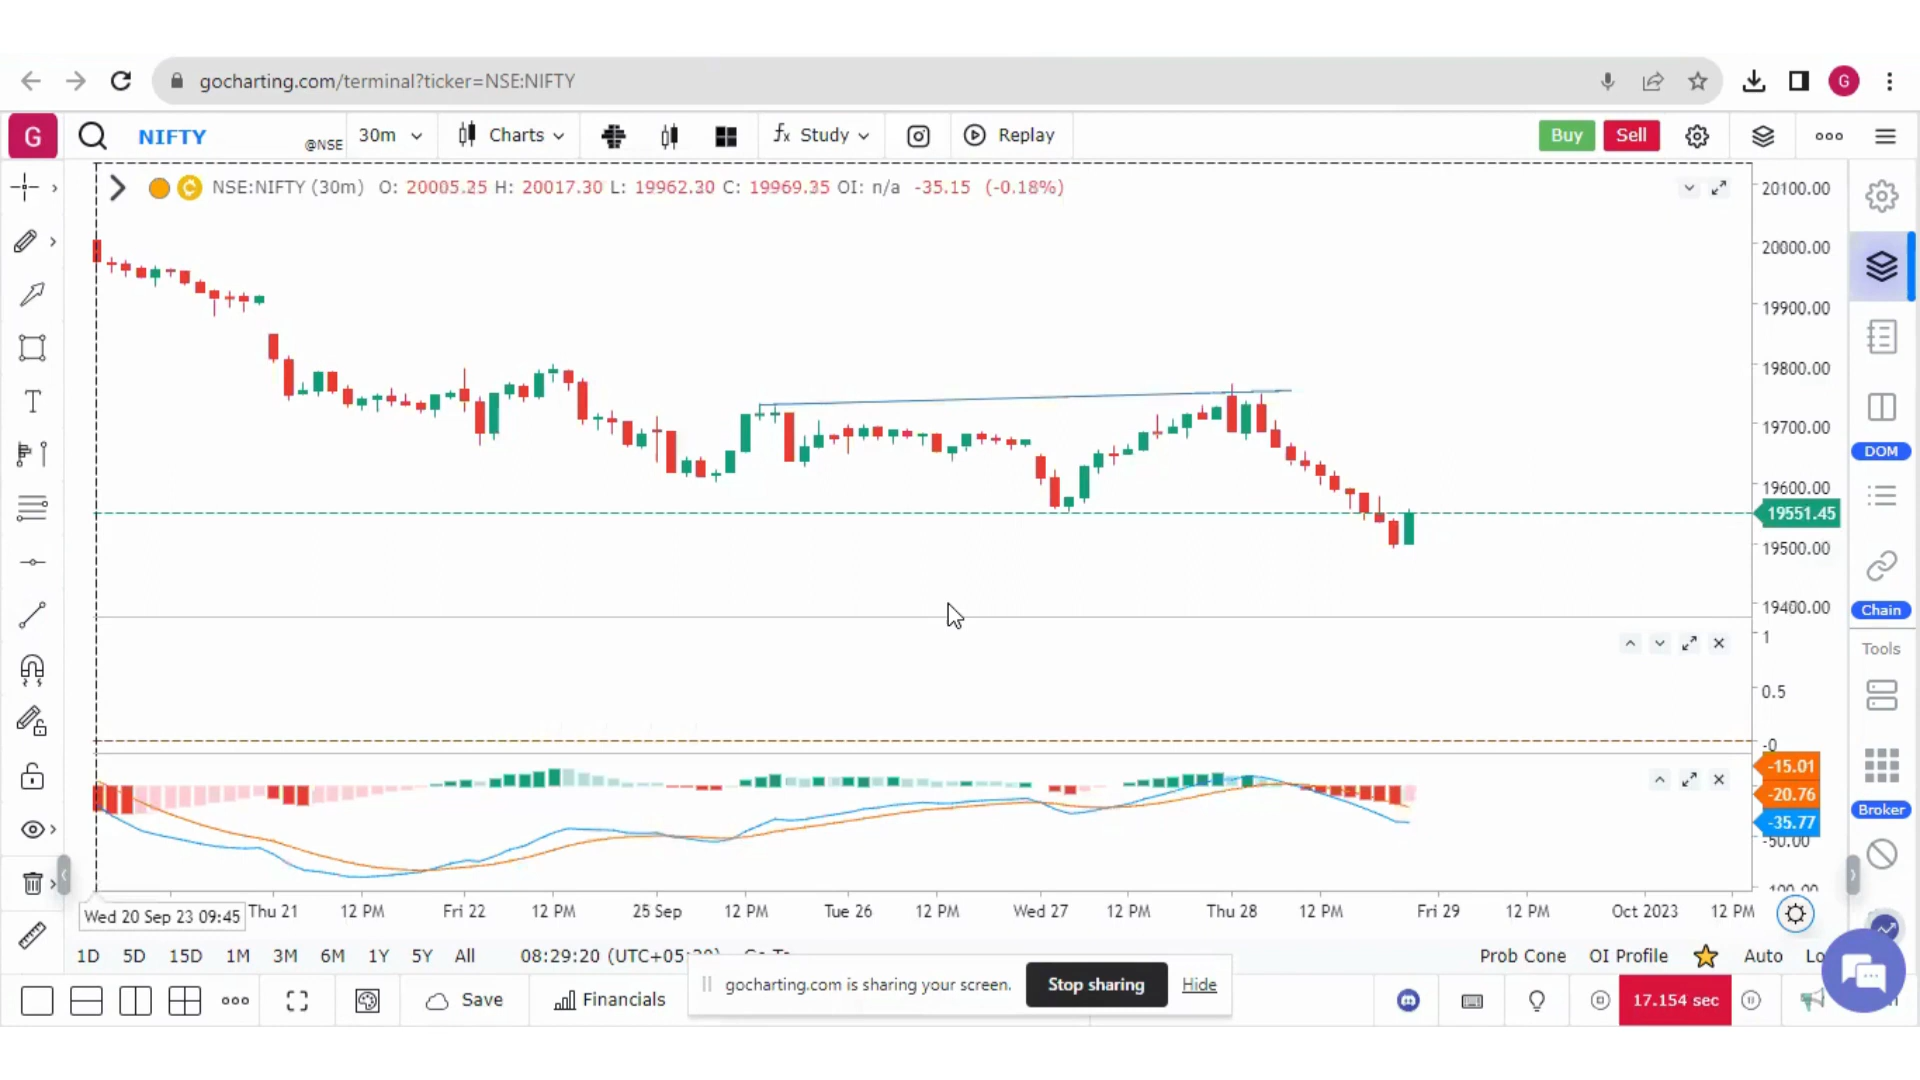 gocharting.com/terminal?ticker=NSE:NIFTY
G
G
NIFTY
@NSE
30m
Charts
fx Study
Replay
Buy
Sell
NSE:NIFTY (30m) O: 20005.25 H: 20017.30 L: 19962.30 C: 19969.35 OI: n/a -35.15 (-0.18%)
20100.00
20000.00
19900.00
19800.00
19700.00
19600.00
19551.45
19500.00
19400.00
1
0.5
-0
-15.01
-20.76
-35.77
-50.00
T
DOM
Chain
Tools
Broker
Wed 20 Sep 23 09:45
Thu 21
12 PM
Fri 22
12 PM
25 Sep
12 PM
Tue 26
12 PM
Wed 27
12 PM
Thu 28
12 PM
Fri 29
12 PM
Oct 2023
12 PM
1D 5D 15D 1M 3M 6M 1Y 5Y All
08:29:20
Prob Cone
OI Profile
Auto
Save
Financials
gocharting.com is sharing your screen.
Stop sharing
Hide
17.154 sec